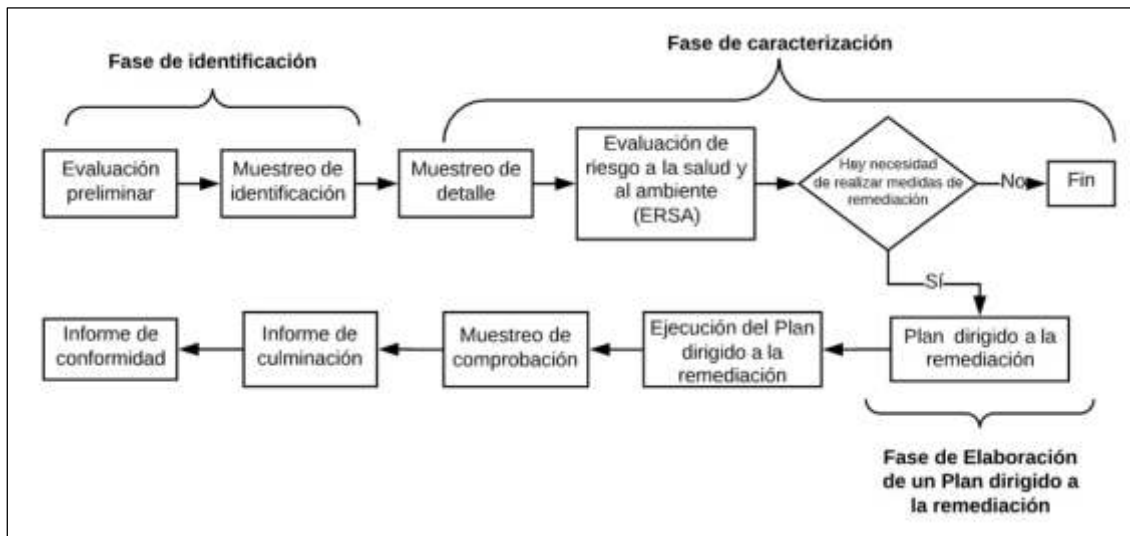 Fase de identificación
Fase de caracterización
Evaluación
preliminar
Muestreo de
identificación
Muestreo de
detalle
Evaluación de
riesgo a la salud y
al ambiente
(ERSA)
Hay necesidad
de realizar medidas de
remediación
No
Fin
Sí
Informe de
conformidad
Informe de
culminación
Muestreo de
comprobación
Ejecución del Plan
dirigido a la
remediación
Plan dirigido a la
remediación
Fase de Elaboración
de un Plan dirigido a
la remediación